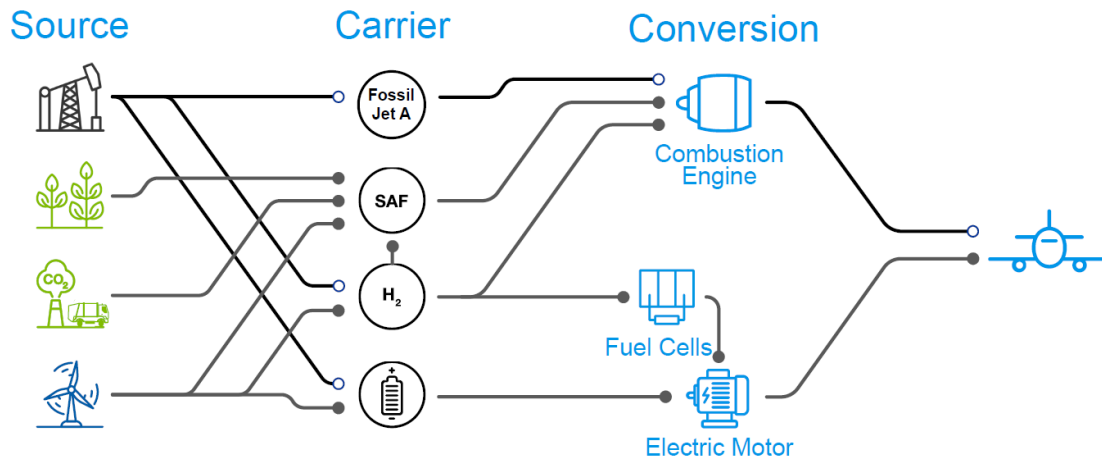 Source
Carrier
Conversion
Fossil
Jet A
Combustion
Engine
SAF
CO₂
H₂
Fuel Cells
+
Electric Motor